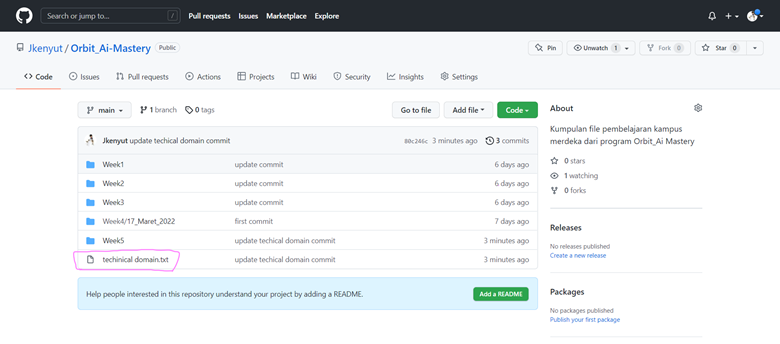 Search or jump to...
/
Pull requests Issues Marketplace Explore
Jkenyut / Orbit_Ai-Mastery Public
Pin Unwatch 1 Fork 0 Star 0
Code Issues Pull requests Actions Projects Wiki Security Insights Settings
main 1 branch 0 tags Go to file Add file Code
Jkenyut update techical domain commit 80c246c 3 minutes ago 3 commits
Week1 update commit 6 days ago
Week2 update commit 6 days ago
Week3 update commit 6 days ago
Week4/17_Maret_2022 first commit 7 days ago
Week5 update techical domain commit 3 minutes ago
techinical domain.txt update techical domain commit 3 minutes ago
Help people interested in this repository understand your project by adding a README. Add a README
About
Kumpulan file pembelajaran kampus
merdeka dari program Orbit_Ai Mastery
0 stars
1 watching
0 forks
Releases
No releases published
Create a new release
Packages
No packages published
Publish your first package